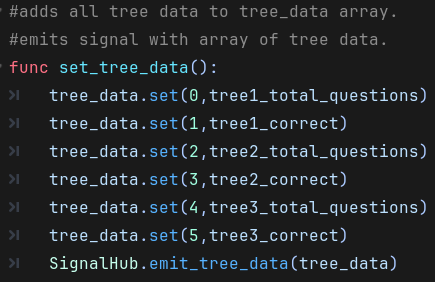 #adds all tree data to tree_data array.
#emits signal with array of tree data.
func set_tree_data():
tree_data.set(0,tree1_total_questions)
tree_data.set(1,tree1_correct)
tree_data.set(2,tree2_total_questions)
tree_data.set(3,tree2_correct)
tree_data.set(4,tree3_total_questions)
tree_data.set(5,tree3_correct)
SignalHub.emit_tree_data(tree_data)